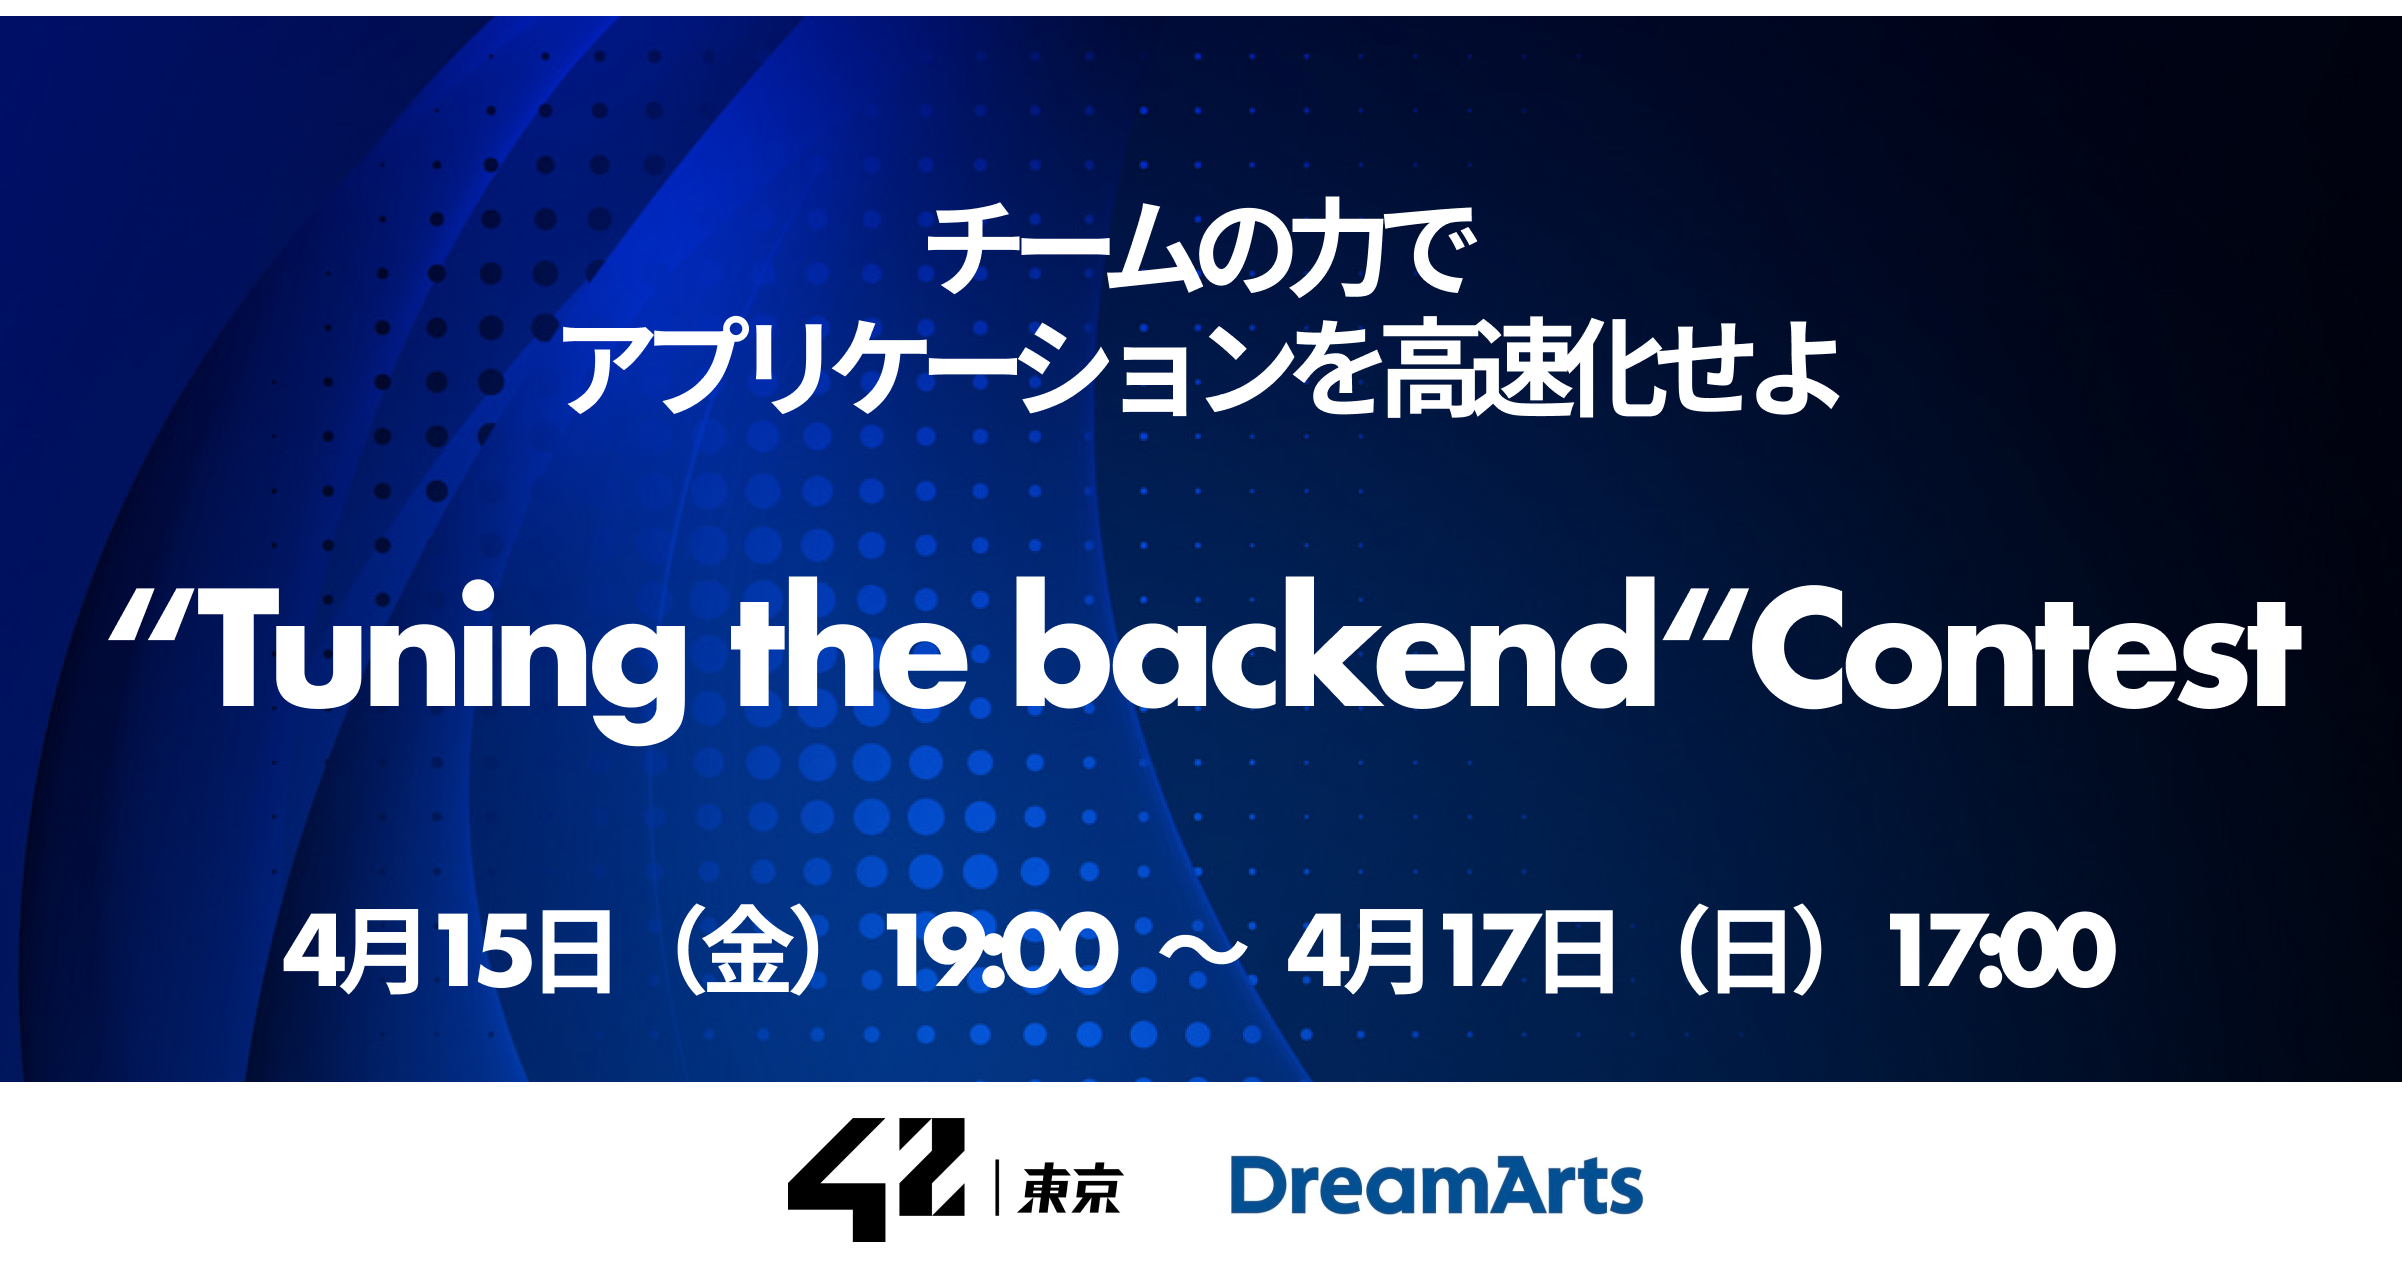 チームの力で
アプリケーションを高速化せよ
“Tuning the backend“Contest
4月15日（金）19:00 〜 4月17日（日）17:00
42 | 東京
DreamArts